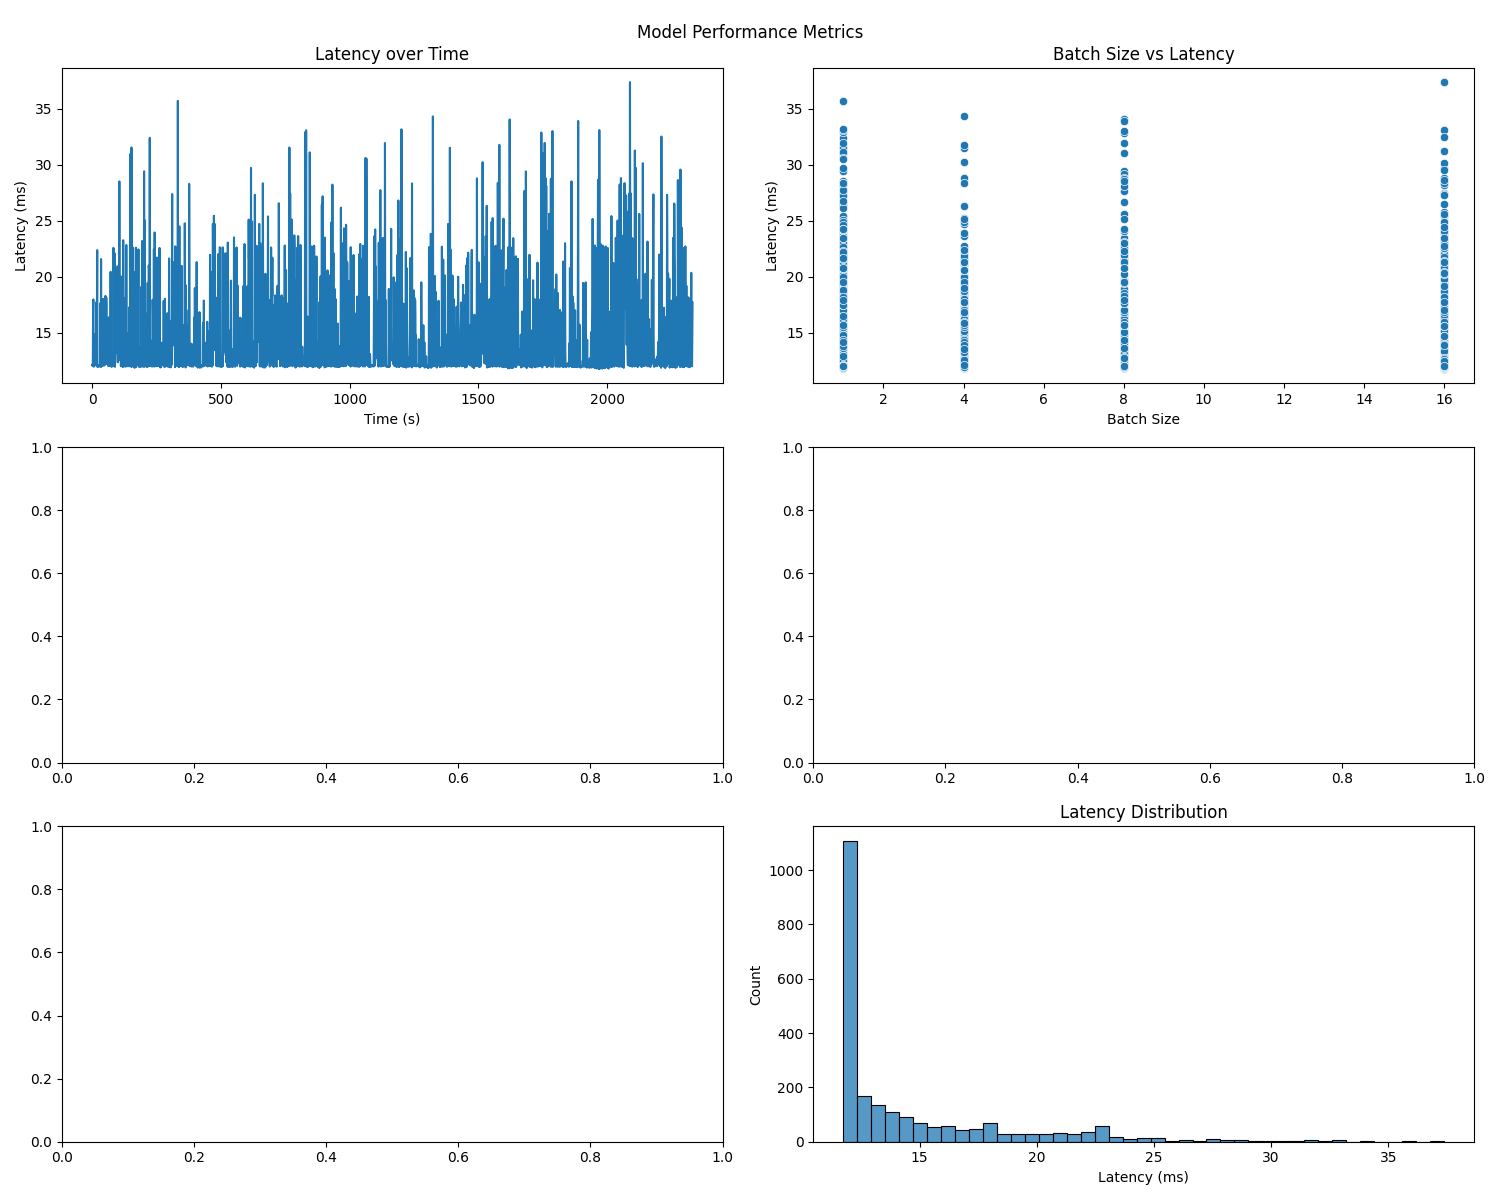 Model Performance Metrics
Latency over Time
Latency (ms)
35
30
25
20
15
0 500 1000 1500 2000
Time (s)
Batch Size vs Latency
Latency (ms)
35
30
25
20
15
2 4 6 8 10 12 14 16
Batch Size
1.0
0.8
0.6
0.4
0.2
0.0
0.0 0.2 0.4 0.6 0.8 1.0
1.0
0.8
0.6
0.4
0.2
0.0
0.0 0.2 0.4 0.6 0.8 1.0
1.0
0.8
0.6
0.4
0.2
0.0
0.0 0.2 0.4 0.6 0.8 1.0
Latency Distribution
Count
1000
800
600
400
200
0
15 20 25 30 35
Latency (ms)